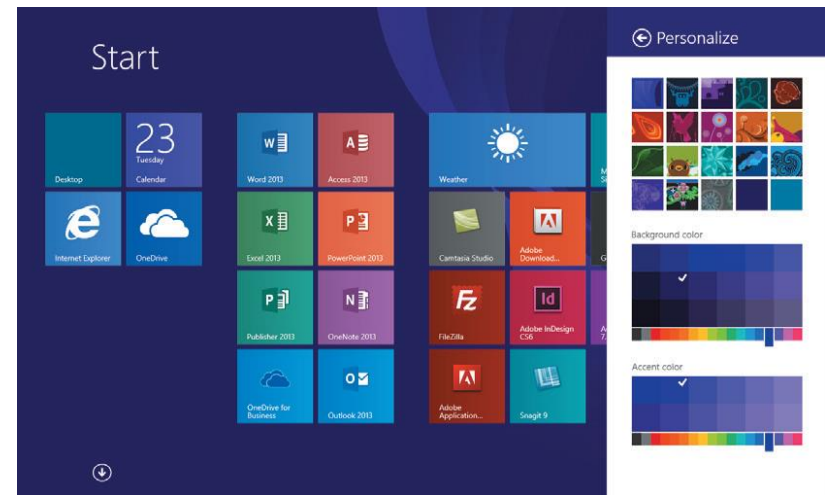 Start
Personalize
23
Tuesday
Desktop
Calendar
Word 2013
Access 2013
Weather
Internet Explorer
OneDrive
Excel 2013
PowerPoint 2013
Camtasia Studio
Adobe
Download...
G
Publisher 2013
OneNote 2013
FileZilla
Adobe InDesign
CS6
A
7.
OneDrive for
Business
Outlook 2013
Adobe
Application...
Snagit 9
Background color
Accent color